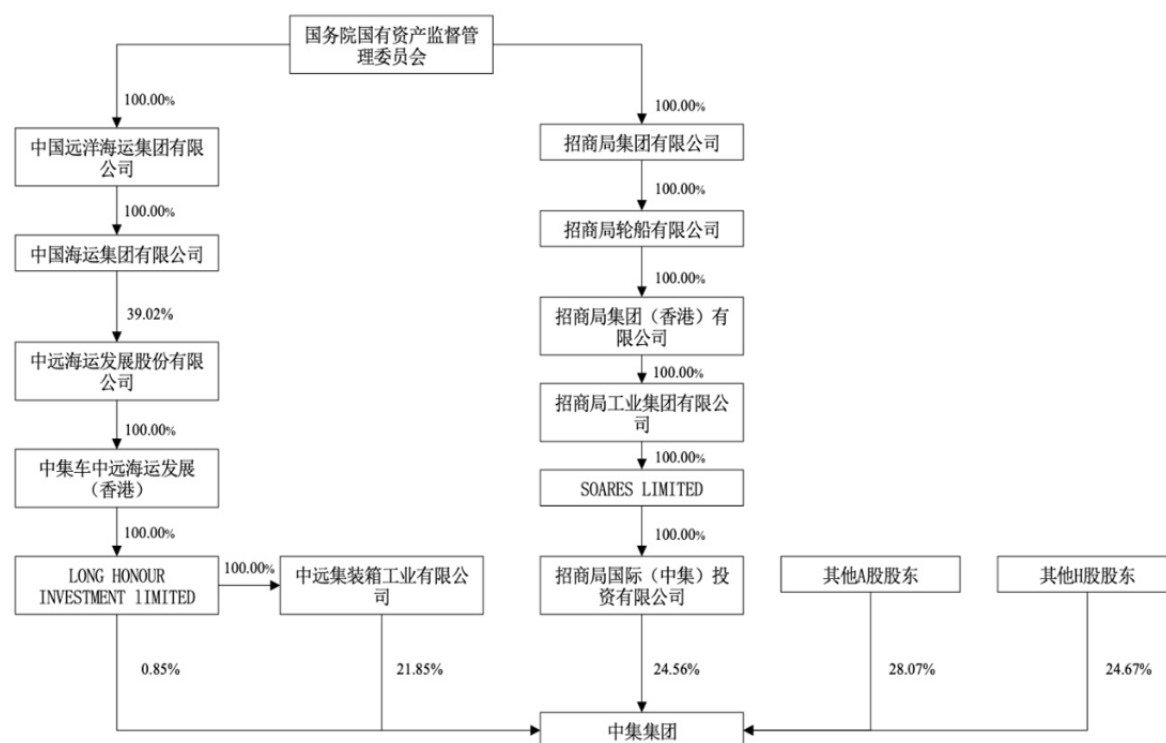 国务院国有资产监督管
理委员会
100.00%
100.00%
中国远洋海运集团有限
公司
招商局集团有限公司
100.00%
100.00%
中国海运集团有限公司
招商局轮船有限公司
39.02%
100.00%
中远海运发展股份有限
公司
招商局集团（香港）有
限公司
100.00%
100.00%
中集车中远海运发展
（香港）
招商局工业集团有限公
司
100.00%
SOARES LIMITED
100.00%
100.00%
LONG HONOUR
INVESTMENT lIMITED
100.00%
中远集装箱工业有限公
司
招商局国际（中集）投
资有限公司
其他A股股东
其他H股股东
0.85%
21.85%
24.56%
28.07%
24.67%
中集集团